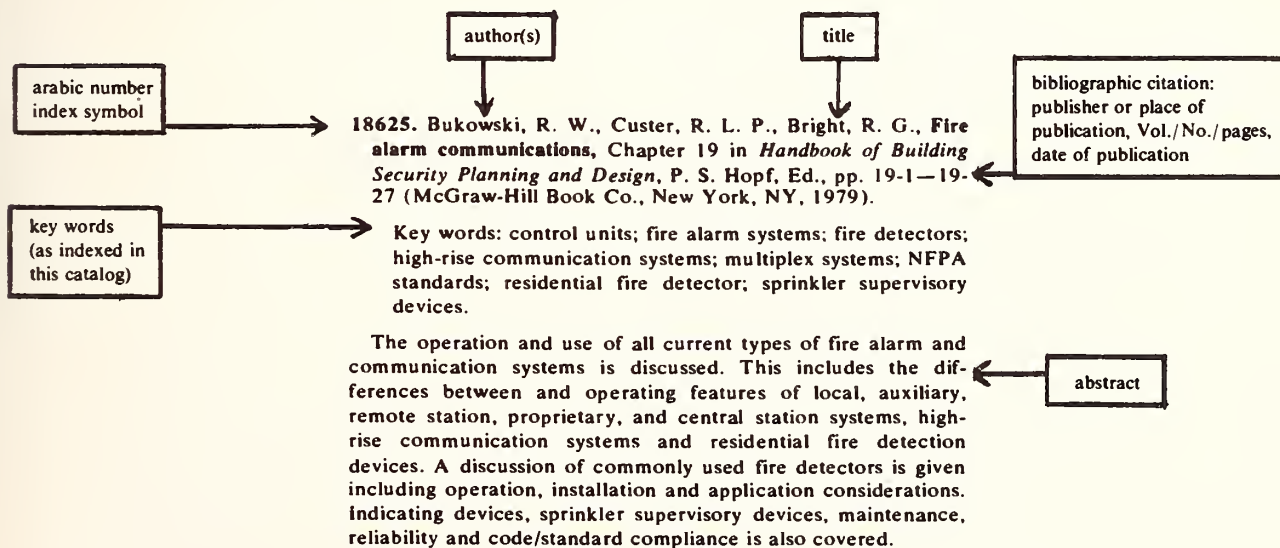 author(s)
title
arabic number
index symbol
bibliographic citation:
publisher or place of
publication, Vol./No./pages,
date of publication
18625. Bukowski, R. W., Custer, R. L. P., Bright, R. G., Fire
alarm communications, Chapter 19 in Handbook of Building
Security Planning and Design, P. S. Hopf, Ed., pp. 19-1—19-
27 (McGraw-Hill Book Co., New York, NY, 1979).
key words
(as indexed in
this catalog)
Key words: control units; fire alarm systems; fire detectors;
high-rise communication systems; multiplex systems; NFPA
standards; residential fire detector; sprinkler supervisory
devices.
The operation and use of all current types of fire alarm and
communication systems is discussed. This includes the dif-
ferences between and operating features of local, auxiliary,
remote station, proprietary, and central station systems, high-
rise communication systems and residential fire detection
devices. A discussion of commonly used fire detectors is given
including operation, installation and application considerations.
Indicating devices, sprinkler supervisory devices, maintenance,
reliability and code/standard compliance is also covered.
abstract